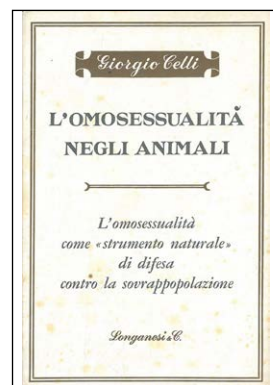 Giorgio Celli
L'OMOSESSUALITÀ
NEGLI ANIMALI
L'omosessualità
come «strumento naturale»
di difesa
contro la sovrappopolazione
Longanesi & C.